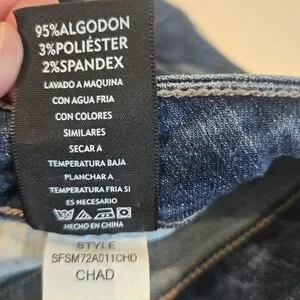 95%ALGODON
3%POLIÉSTER
2%SPANDEX
LAVADO A MAQUINA
CON AGUA FRIA
CON COLORES
SIMILARES
SECAR A
TEMPERATURA BAJA
PLANCHAR A
TEMPERATURA FRIA SI
ES NECESARIO
HECHO EN CHINA
STYLE
SFSM72A011CHD
CHAD